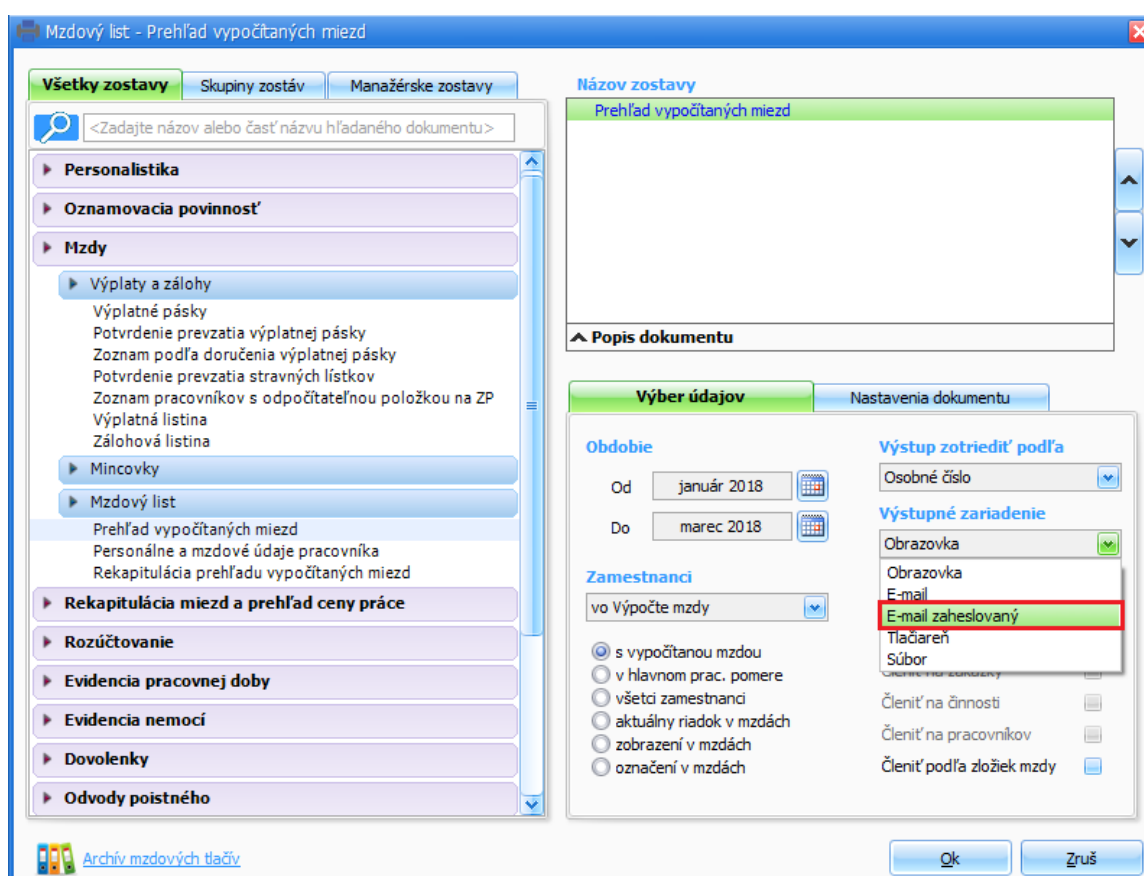 Mzdový list - Prehľad vypočítaných miezd
Všetky zostavy
Skupiny zostáv
Manažérske zostavy
<Zadajte názov alebo časť názvu hľadaného dokumentu>
Personalistika
Oznamovacia povinnosť
Mzdy
Výplaty a zálohy
Výplatné pásky
Potvrdenie prevzatia výplatnej pásky
Zoznam podľa doručenia výplatnej pásky
Potvrdenie prevzatia stravných lístkov
Zoznam pracovníkov s odpočítateľnou položkou na ZP
Výplatná listina
Zálohová listina
Mincovky
Mzdový list
Prehľad vypočítaných miezd
Personálne a mzdové údaje pracovníka
Rekapitulácia prehľadu vypočítaných miezd
Rekapitulácia miezd a prehľad ceny práce
Rozúčtovanie
Evidencia pracovnej doby
Evidencia nemocí
Dovolenky
Odvody poistného
Archív mzdových tlačív
Názov zostavy
Prehľad vypočítaných miezd
Popis dokumentu
Výber údajov
Nastavenia dokumentu
Obdobie
Od január 2018
Do marec 2018
Zamestnanci
vo Výpočte mzdy
s vypočítanou mzdou
v hlavnom prac. pomere
všetci zamestnanci
aktuálny riadok v mzdách
zobrazení v mzdách
označení v mzdách
Výstup zotriediť podľa
Osobné číslo
Výstupné zariadenie
Obrazovka
Obrazovka
E-mail
E-mail zaheslovaný
Tlačiareň
Súbor
Členiť na zákazky
Členiť na činnosti
Členiť na pracovníkov
Členiť podľa zložiek mzdy
Ok
Zruš